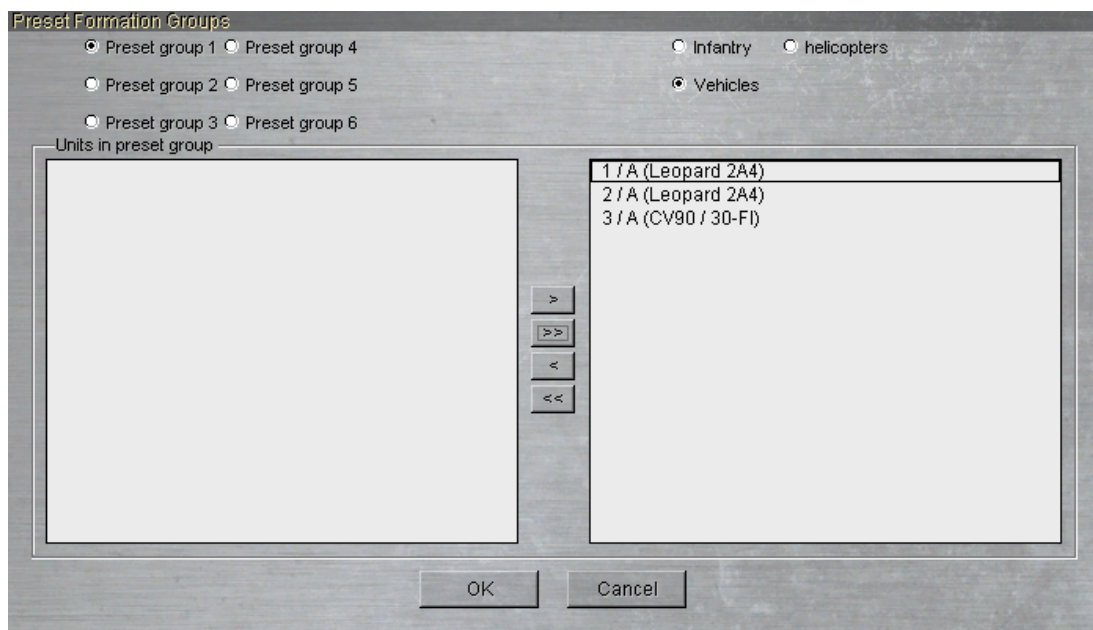 Preset Formation Groups
Preset group 1 Preset group 4 Infantry helicopters
Preset group 2 Preset group 5 Vehicles
Preset group 3 Preset group 6
Units in preset group
1 / A (Leopard 2A4)
2 / A (Leopard 2A4)
3 / A (CV90 / 30-FI)
>
>>
<
<<
OK Cancel